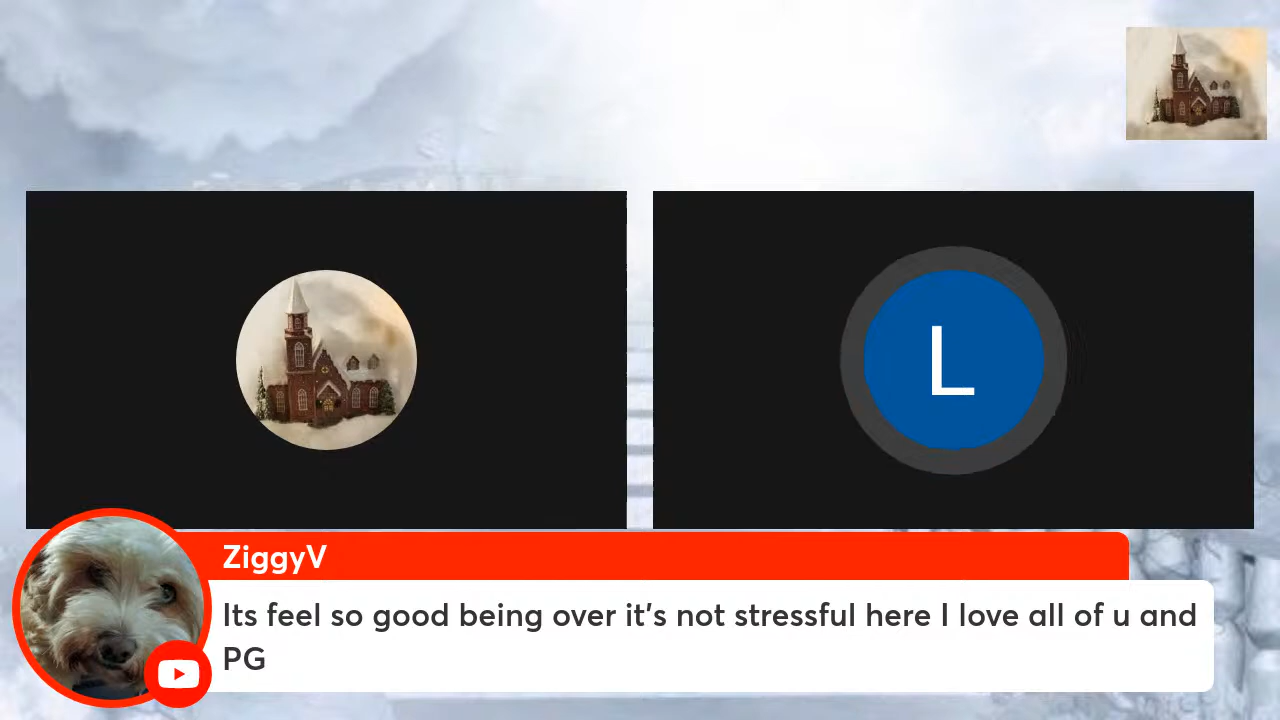 L
ZiggyV
Its feel so good being over it's not stressful here I love all of u and
PG